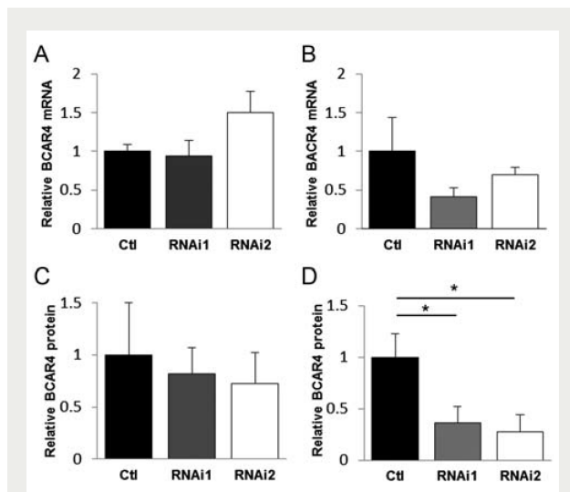 A
Relative BCAR4 mRNA
2
1.5
1
0.5
0
Ctl RNAi1 RNAi2
B
Relative BACR4 mRNA
2
1.5
1
0.5
0
Ctl RNAi1 RNAi2
C
Relative BCAR4 protein
1.5
1
0.5
0
Ctl RNAi1 RNAi2
D
Relative BCAR4 protein
1.5
1
0.5
0
*
*
Ctl RNAi1 RNAi2